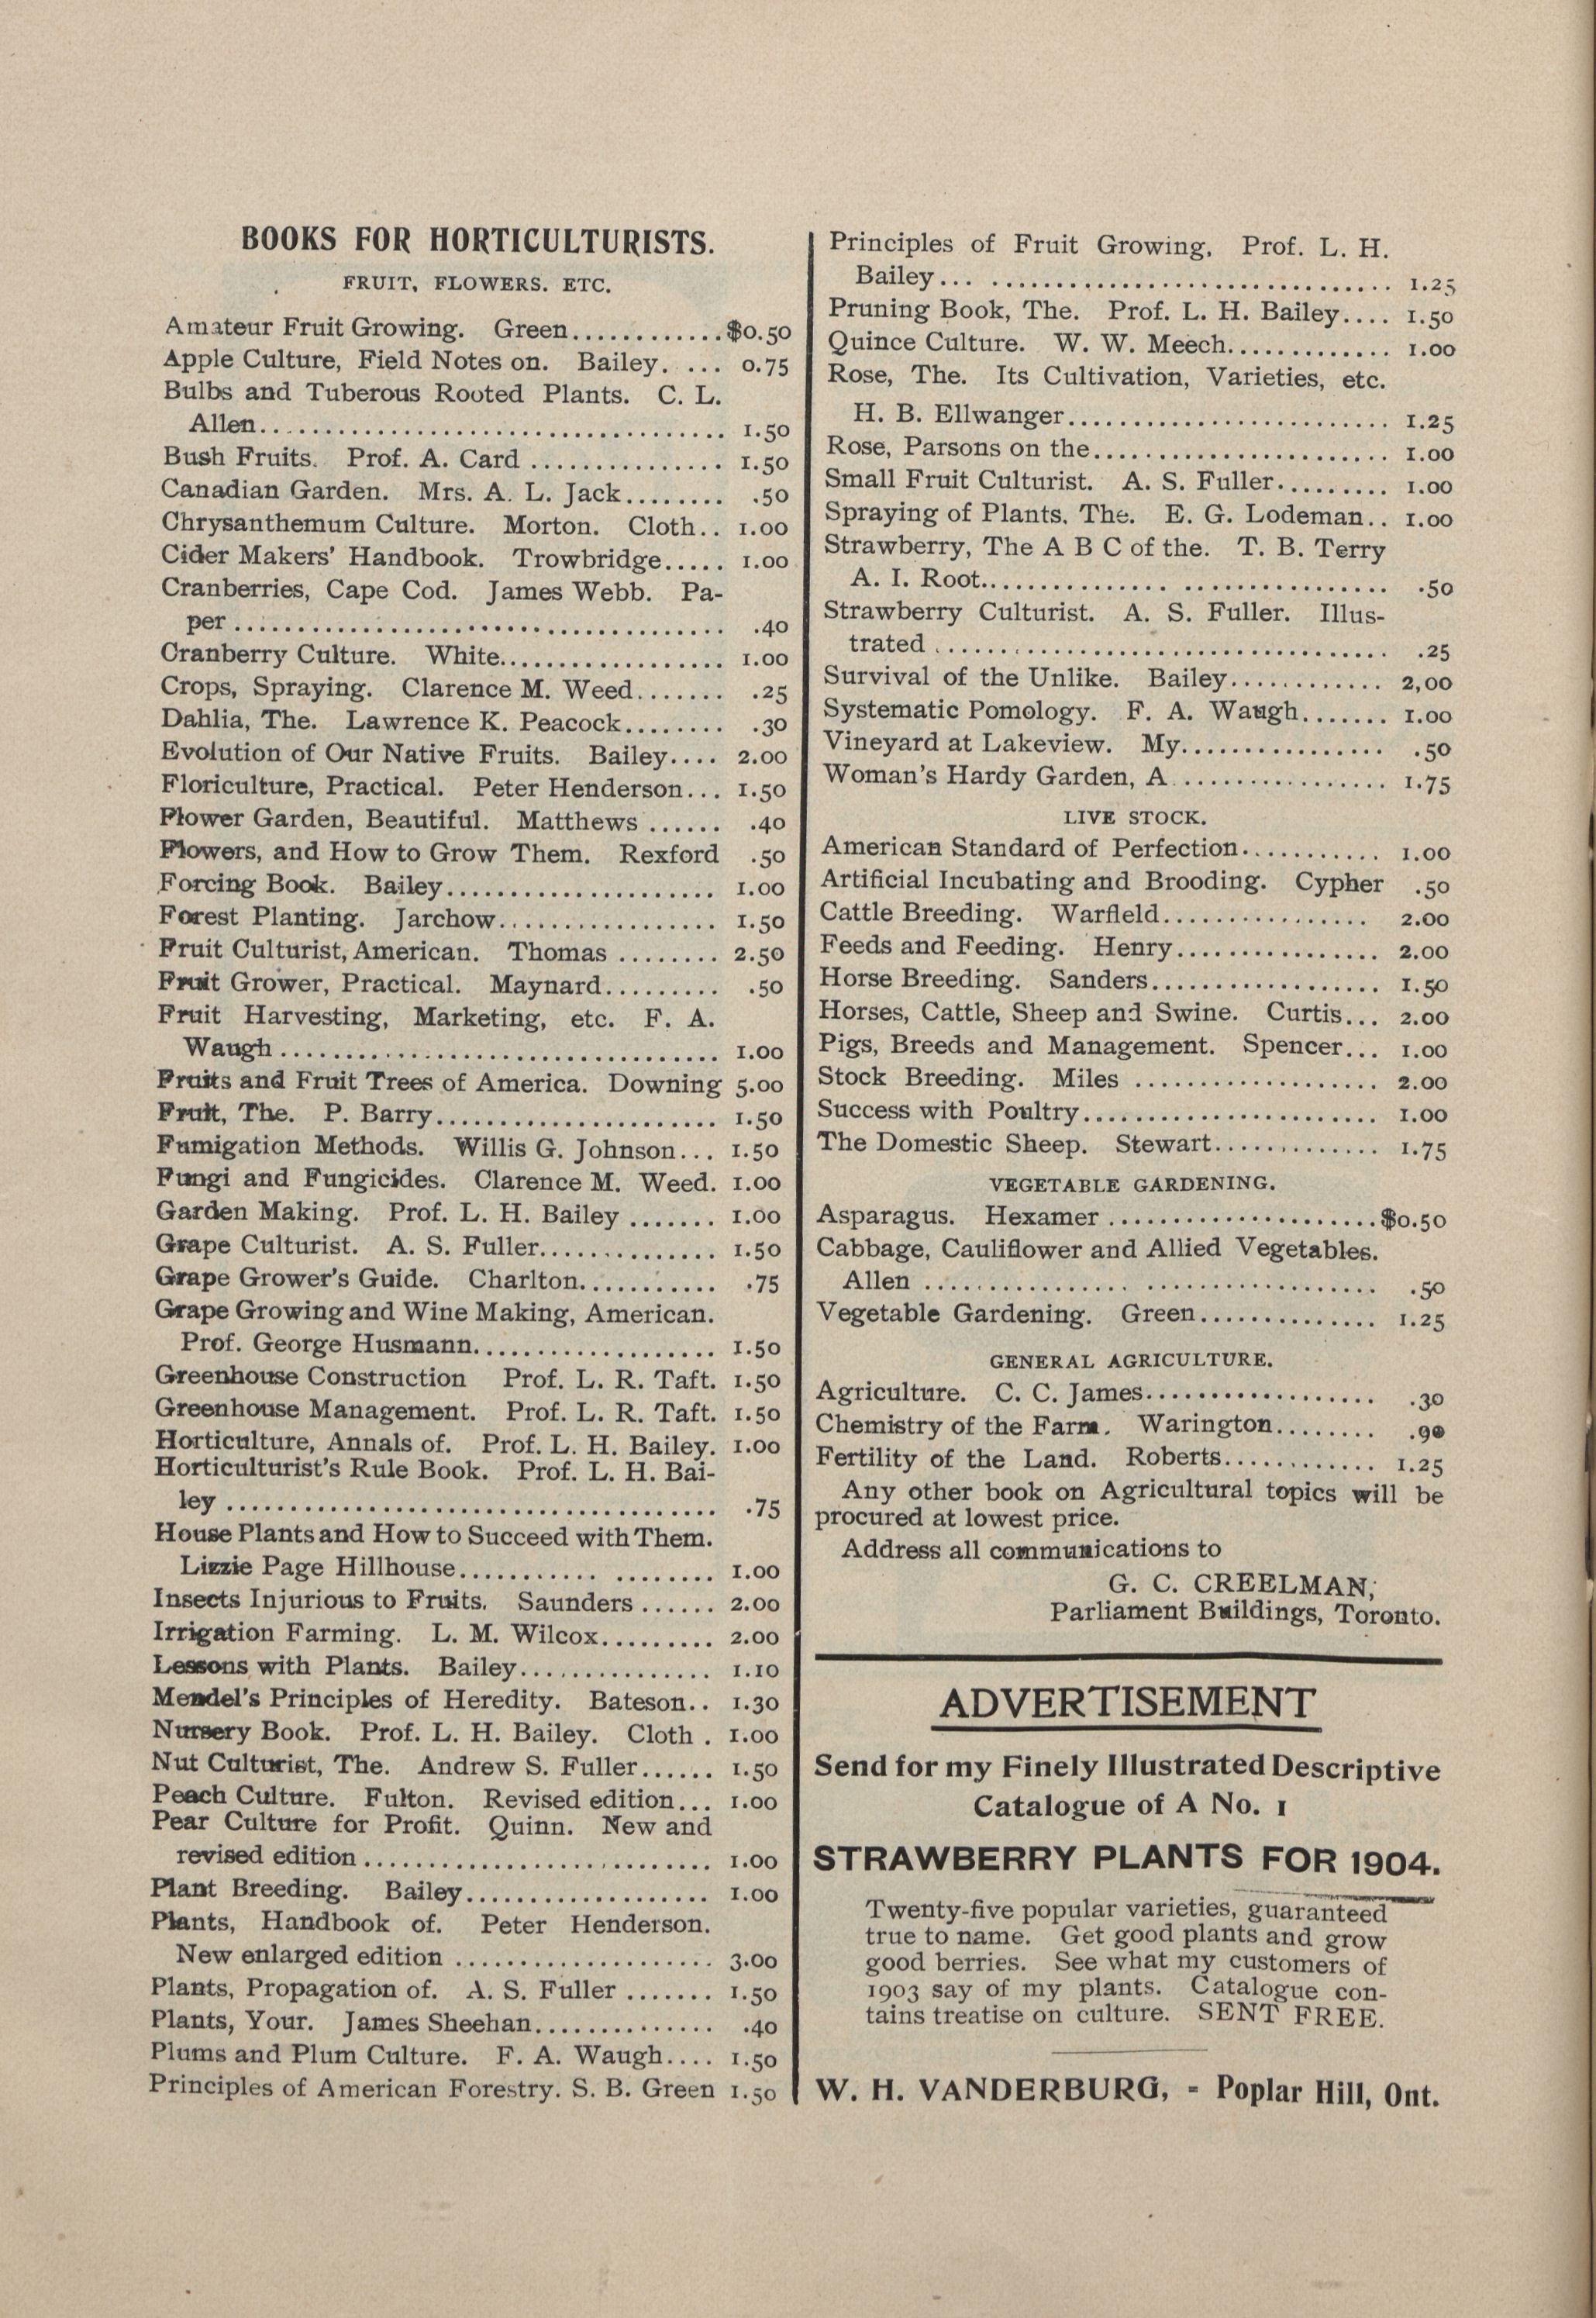 BOOKS FOR HORTICULTURISTS.
FRUIT, FLOWERS. ETC.
Amateur Fruit Growing. Green............$0.50
Apple Culture, Field Notes on. Bailey. ... 0.75
Bulbs and Tuberous Rooted Plants. C. L.
Allen.................................... 1.50
Bush Fruits. Prof. A. Card ............... 1.50
Canadian Garden. Mrs. A. L. Jack........ .50
Chrysanthemum Culture. Morton. Cloth.. 1.00
Cider Makers' Handbook. Trowbridge..... 1.00
Cranberries, Cape Cod. James Webb. Pa-
per ...................................... .40
Cranberry Culture. White.................. 1.00
Crops, Spraying. Clarence M. Weed....... .25
Dahlia, The. Lawrence K. Peacock........ .30
Evolution of Our Native Fruits. Bailey.... 2.00
Floriculture, Practical. Peter Henderson... 1.50
Flower Garden, Beautiful. Matthews ...... .40
Flowers, and How to Grow Them. Rexford .50
Forcing Book. Bailey..................... 1.00
Forest Planting. Jarchow................. 1.50
Fruit Culturist, American. Thomas ........ 2.50
Fruit Grower, Practical. Maynard......... .50
Fruit Harvesting, Marketing, etc. F. A.
Waugh .................................. 1.00
Fruits and Fruit Trees of America. Downing 5.00
Fruit, The. P. Barry...................... 1.50
Fumigation Methods. Willis G. Johnson... 1.50
Fungi and Fungicides. Clarence M. Weed. 1.00
Garden Making. Prof. L. H. Bailey ....... 1.00
Grape Culturist. A. S. Fuller.............. 1.50
Grape Grower's Guide. Charlton........... .75
Grape Growing and Wine Making, American.
Prof. George Husmann................... 1.50
Greenhouse Construction Prof. L. R. Taft. 1.50
Greenhouse Management. Prof. L. R. Taft. 1.50
Horticulture, Annals of. Prof. L. H. Bailey. 1.00
Horticulturist's Rule Book. Prof. L. H. Bai-
ley ...................................... .75
House Plants and How to Succeed with Them.
Lizzie Page Hillhouse........... ........ 1.00
Insects Injurious to Fruits. Saunders ...... 2.00
Irrigation Farming. L. M. Wilcox......... 2.00
Lessons with Plants. Bailey............... 1.10
Mendel's Principles of Heredity. Bateson.. 1.30
Nursery Book. Prof. L. H. Bailey. Cloth . 1.00
Nut Culturist, The. Andrew S. Fuller...... 1.50
Peach Culture. Fulton. Revised edition... 1.00
Pear Culture for Profit. Quinn. New and
revised edition ........................... 1.00
Plant Breeding. Bailey................... 1.00
Plants, Handbook of. Peter Henderson.
New enlarged edition .................... 3.00
Plants, Propagation of. A. S. Fuller ....... 1.50
Plants, Your. James Sheehan.............. .40
Plums and Plum Culture. F. A. Waugh.... 1.50
Principles of American Forestry. S. B. Green 1.50
Principles of Fruit Growing, Prof. L. H.
Bailey... ............................... 1.25
Pruning Book, The. Prof. L. H. Bailey.... 1.50
Quince Culture. W. W. Meech............. 1.00
Rose, The. Its Cultivation, Varieties, etc.
H. B. Ellwanger......................... 1.25
Rose, Parsons on the....................... 1.00
Small Fruit Culturist. A. S. Fuller......... 1.00
Spraying of Plants, The. E. G. Lodeman.. 1.00
Strawberry, The A B C of the. T. B. Terry
A. I. Root.............. ................ .50
Strawberry Culturist. A. S. Fuller. Illus-
trated ................................... .25
Survival of the Unlike. Bailey............ 2,00
Systematic Pomology. F. A. Waugh....... 1.00
Vineyard at Lakeview. My................ .50
Woman's Hardy Garden, A ................. 1.75
LIVE STOCK.
American Standard of Perfection........... 1.00
Artificial Incubating and Brooding. Cypher .50
Cattle Breeding. Warfield................ 2.00
Feeds and Feeding. Henry................ 2.00
Horse Breeding. Sanders.................. 1.50
Horses, Cattle, Sheep and Swine. Curtis... 2.00
Pigs, Breeds and Management. Spencer... 1.00
Stock Breeding. Miles ................... 2.00
Success with Poultry....................... 1.00
The Domestic Sheep. Stewart............. 1.75
VEGETABLE GARDENING.
Asparagus. Hexamer .....................$0.50
Cabbage, Cauliflower and Allied Vegetables.
Allen ................ .................. .50
Vegetable Gardening. Green.............. 1.25
GENERAL AGRICULTURE.
Agriculture. C. C. James.................. .30
Chemistry of the Farm. Warington........ .90
Fertility of the Land. Roberts............ 1.25
Any other book on Agricultural topics will be
procured at lowest price.
Address all communications to
G. C. CREELMAN,
Parliament Buildings, Toronto.
ADVERTISEMENT
Send for my Finely Illustrated Descriptive
Catalogue of A No. 1
STRAWBERRY PLANTS FOR 1904.
Twenty-five popular varieties, guaranteed
true to name. Get good plants and grow
good berries. See what my customers of
1903 say of my plants. Catalogue con-
tains treatise on culture. SENT FREE.
W. H. VANDERBURG, - Poplar Hill, Ont.